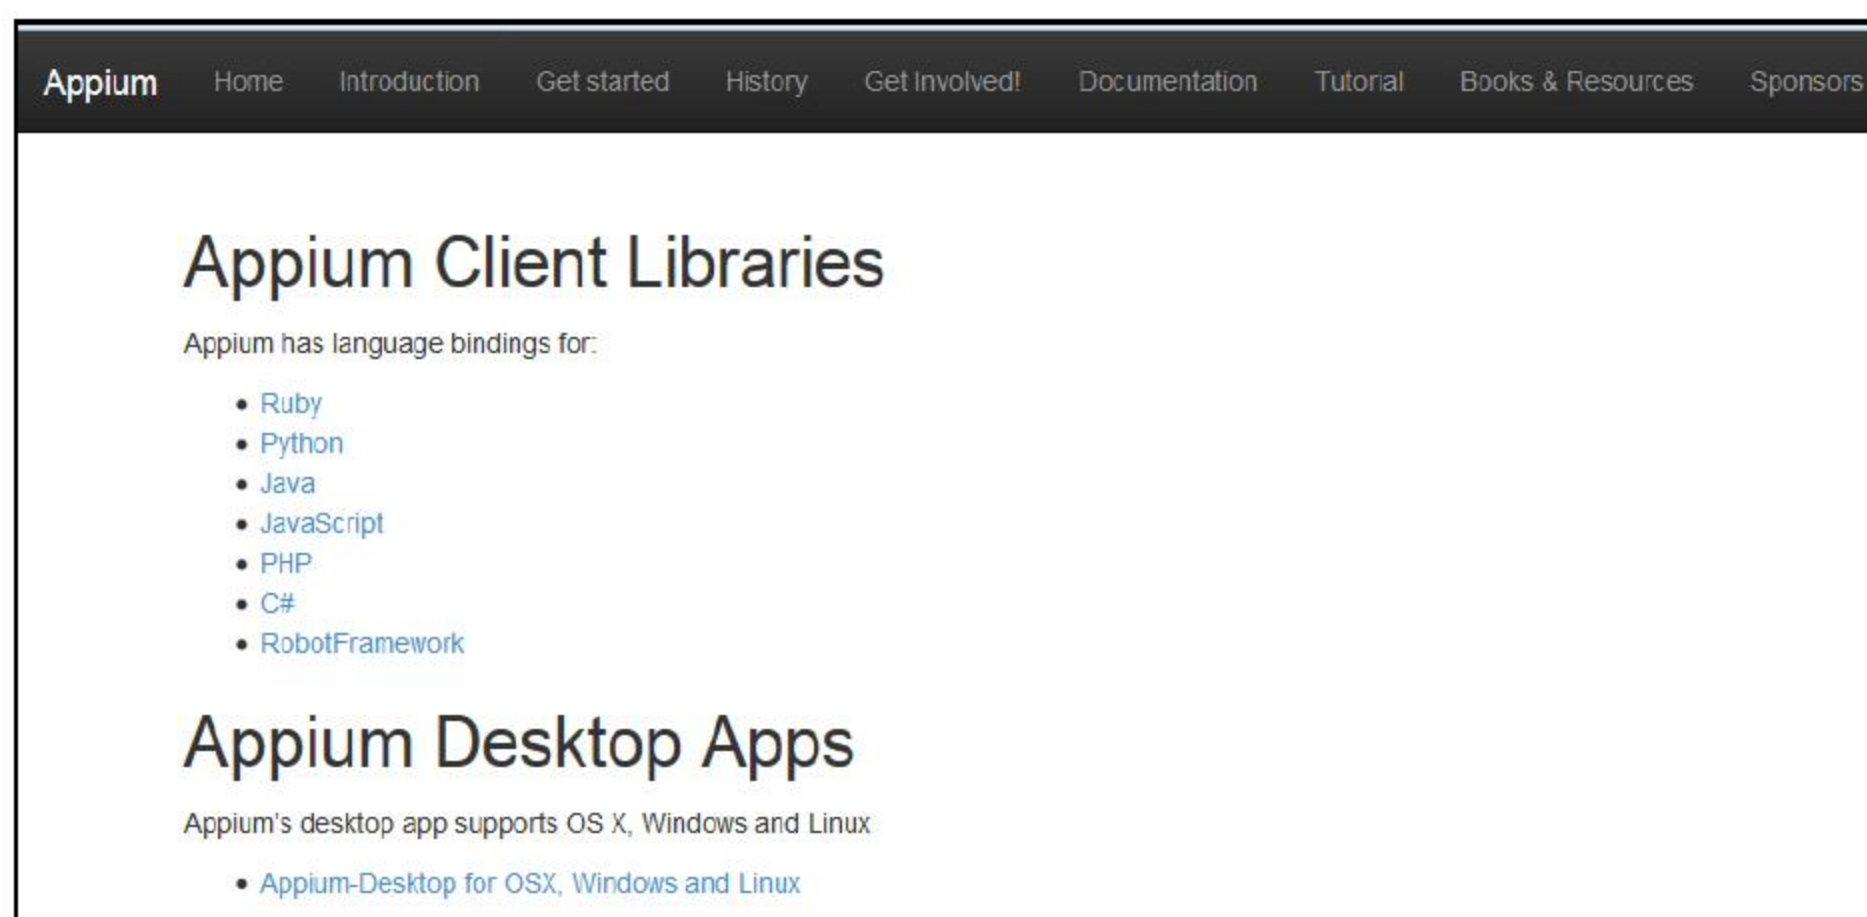 Appium Home Introduction Get started History Get Involved! Documentation Tutorial Books & Resources Sponsors
Appium Client Libraries
Appium has language bindings for:
• Ruby
• Python
• Java
• JavaScript
• PHP
• C#
• RobotFramework
Appium Desktop Apps
Appium's desktop app supports OS X, Windows and Linux
• Appium-Desktop for OSX, Windows and Linux